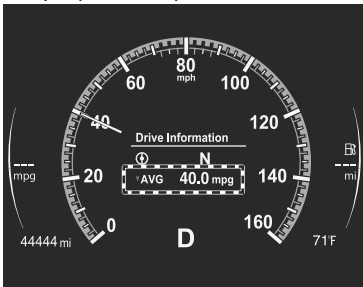 80
mph
60
100
40
120
Drive Information
N
AVG 40.0 mpg
20
140
---
mpg
---
mi
0
160
44444 mi
D
71°F